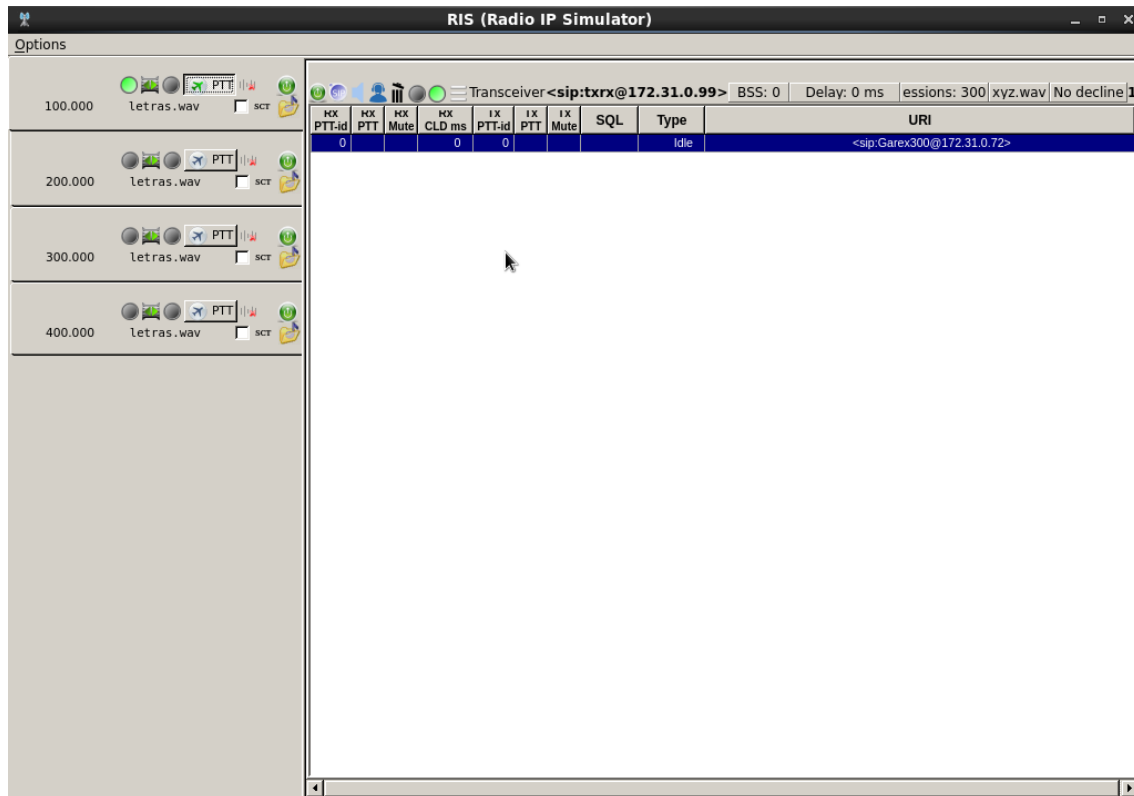 RIS (Radio IP Simulator)
Options
PTT
100.000 letras.wav SCT
PTT
200.000 letras.wav SCT
PTT
300.000 letras.wav SCT
PTT
400.000 letras.wav SCT
Transceiver<sip:txrx@172.31.0.99> BSS: 0 Delay: 0 ms essions: 300 xyz.wav No decline 1
RX PTT-id RX PTT RX Mute RX CLD ms TX PTT-id TX PTT TX Mute SQL Type URI
0 0 0 Idle <sip:Garex300@172.31.0.72>